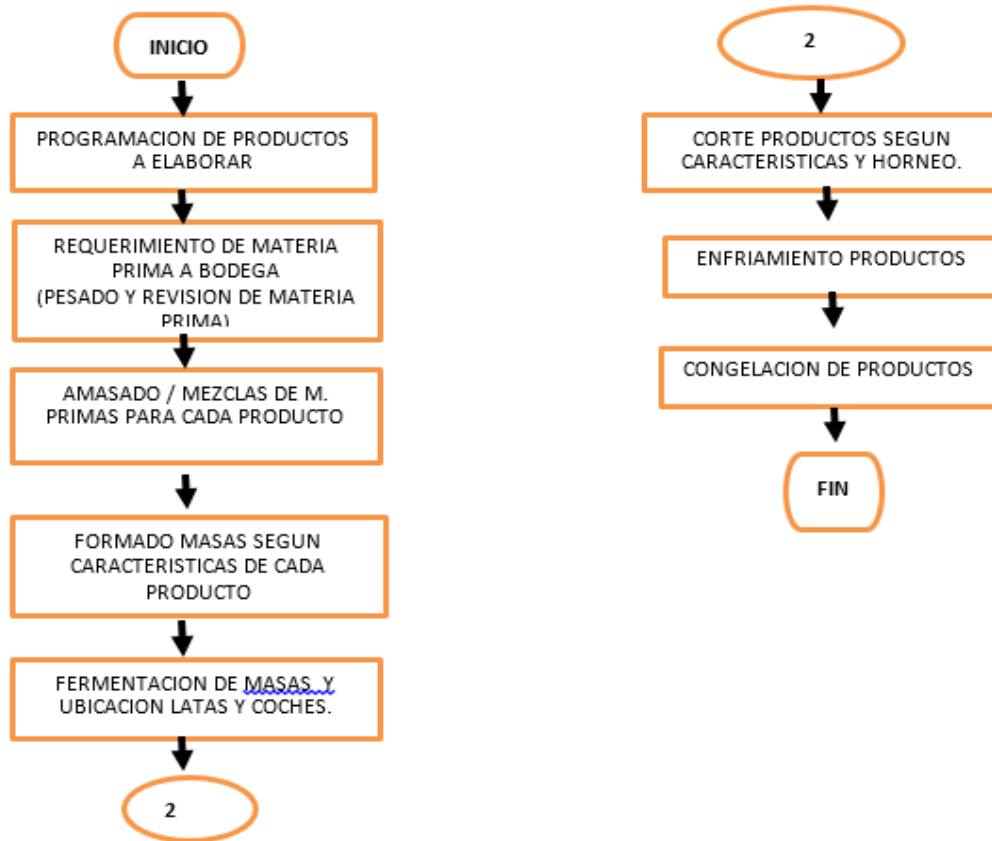 INICIO
PROGRAMACION DE PRODUCTOS
A ELABORAR
REQUERIMIENTO DE MATERIA
PRIMA A BODEGA
(PESADO Y REVISION DE MATERIA
PRIMA)
AMASADO / MEZCLAS DE M.
PRIMAS PARA CADA PRODUCTO
FORMADO MASAS SEGUN
CARACTERISTICAS DE CADA
PRODUCTO
FERMENTACION DE MASAS Y
UBICACION LATAS Y COCHES.
2
2
CORTE PRODUCTOS SEGUN
CARACTERISTICAS Y HORNEO.
ENFRIAMIENTO PRODUCTOS
CONGELACION DE PRODUCTOS
FIN